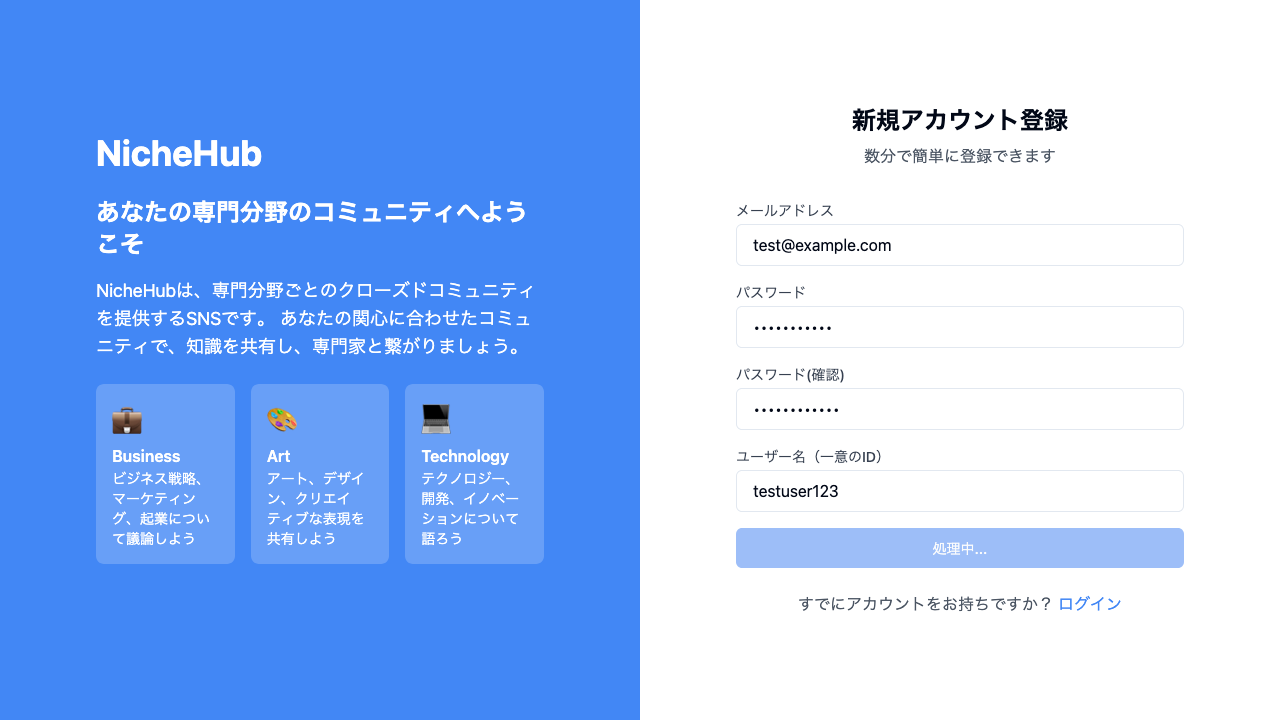 NicheHub
あなたの専門分野のコミュニティへよう
こそ
NicheHubは、専門分野ごとのクローズドコミュニティ
を提供するSNSです。 あなたの関心に合わせたコミュ
ニティで、知識を共有し、専門家と繋がりましょう。
Business
ビジネス戦略、
マーケティン
グ、起業につい
て議論しよう
Art
アート、デザイ
ン、クリエイ
ティブな表現を
共有しよう
Technology
テクノロジー、
開発、イノベー
ションについて
語ろう
新規アカウント登録
数分で簡単に登録できます
メールアドレス
test@example.com
パスワード
•••••••••••
パスワード(確認)
••••••••••••
ユーザー名（一意のID）
testuser123
処理中...
すでにアカウントをお持ちですか？ ログイン